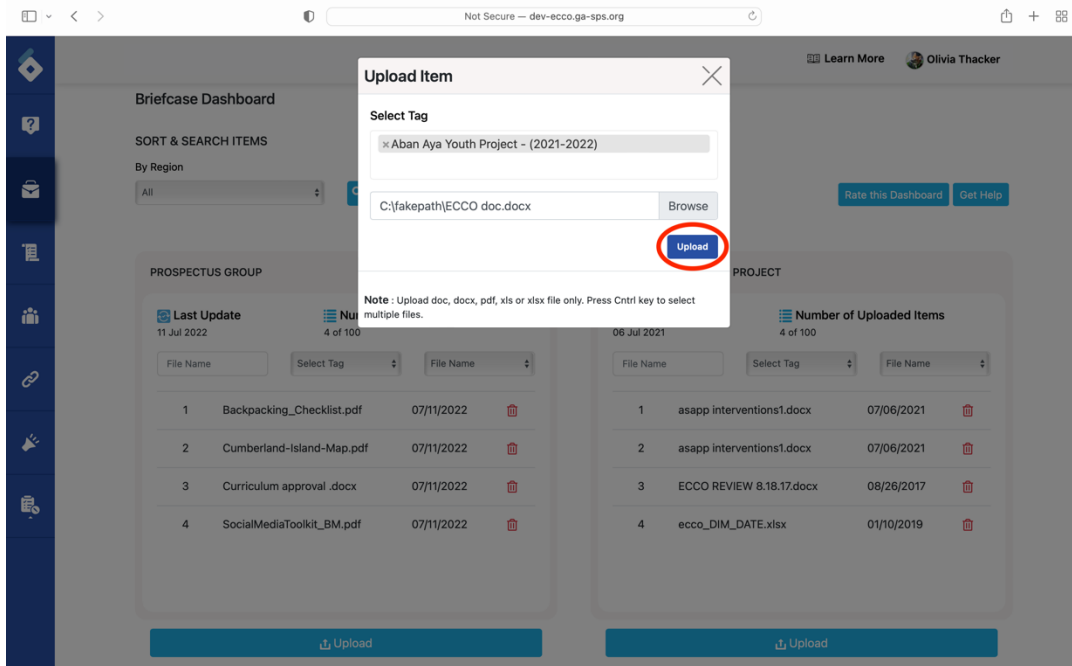 Not Secure — dev-ecco.ga-sps.org
Learn More
Olivia Thacker
Briefcase Dashboard
SORT & SEARCH ITEMS
By Region
All
Rate this Dashboard
Get Help
Upload Item
Select Tag
×Aban Aya Youth Project - (2021-2022)
C:\fakepath\ECCO doc.docx
Browse
Upload
Note : Upload doc, docx, pdf, xls or xlsx file only. Press Cntrl key to select
multiple files.
PROSPECTUS GROUP
Last Update
11 Jul 2022
4 of 100
File Name
Select Tag
File Name
1 Backpacking_Checklist.pdf 07/11/2022
2 Cumberland-Island-Map.pdf 07/11/2022
3 Curriculum approval .docx 07/11/2022
4 SocialMediaToolkit_BM.pdf 07/11/2022
Upload
PROJECT
06 Jul 2021
Number of Uploaded Items
4 of 100
File Name
Select Tag
File Name
1 asapp interventions1.docx 07/06/2021
2 asapp interventions1.docx 07/06/2021
3 ECCO REVIEW 8.18.17.docx 08/26/2017
4 ecco_DIM_DATE.xlsx 01/10/2019
Upload